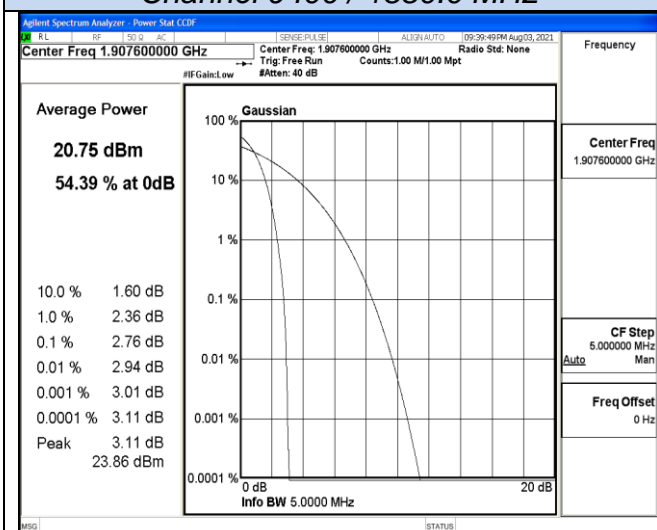 Agilent Spectrum Analyzer - Power Stat CCDF
RL RF 50 Ω AC SENSE:PULSE ALIGN AUTO 09:39:49 PM Aug 03, 2021
Center Freq 1.907600000 GHz
Center Freq: 1.907600000 GHz Radio Std: None
Trig: Free Run Counts:1.00 M/1.00 Mpt
#IFGain:Low #Atten: 40 dB
Frequency
Average Power
20.75 dBm
54.39 % at 0dB
10.0 % 1.60 dB
1.0 % 2.36 dB
0.1 % 2.76 dB
0.01 % 2.94 dB
0.001 % 3.01 dB
0.0001 % 3.11 dB
Peak 3.11 dB
23.86 dBm
Gaussian
100 %
10 %
1 %
0.1 %
0.01 %
0.001 %
0.0001 %
0 dB 20 dB
Info BW 5.0000 MHz
Center Freq
1.907600000 GHz
CF Step
5.000000 MHz
Auto Man
Freq Offset
0 Hz
MSG STATUS